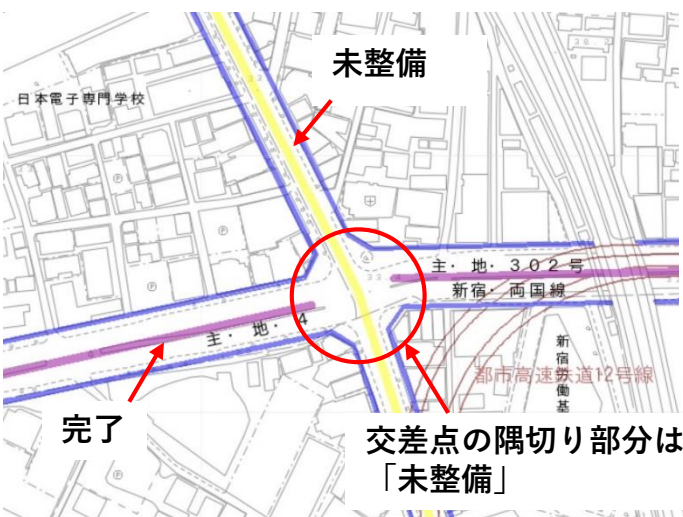 未整備
日本電子専門学校
主・地・302号
新宿・両国線
主・地・4
新宿労働基
都市高速鉄道12号線
完了
交差点の隅切り部分は
「未整備」